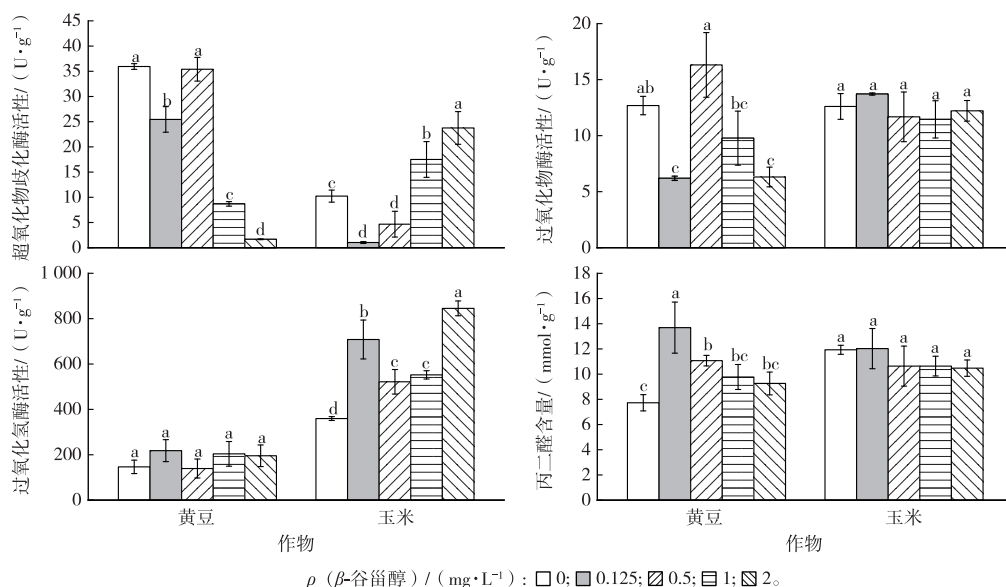 超氧化物歧化酶活性/(U·g⁻¹)
45
40
35
30
25
20
15
10
5
0
a
b
a
c
d
c
d
d
b
a
过氧化物酶活性/(U·g⁻¹)
20
15
10
5
0
ab
c
a
bc
c
a
a
a
a
a
过氧化氢酶活性/(U·g⁻¹)
1 000
800
600
400
200
0
a
a
a
a
a
d
b
c
c
a
黄豆
玉米
作物
丙二醛含量/(mmol·g⁻¹)
18
16
14
12
10
8
6
4
2
0
c
a
b
bc
bc
a
a
a
a
a
黄豆
玉米
作物
ρ (β-谷甾醇)/(mg·L⁻¹): 0; 0.125; 0.5; 1; 2。